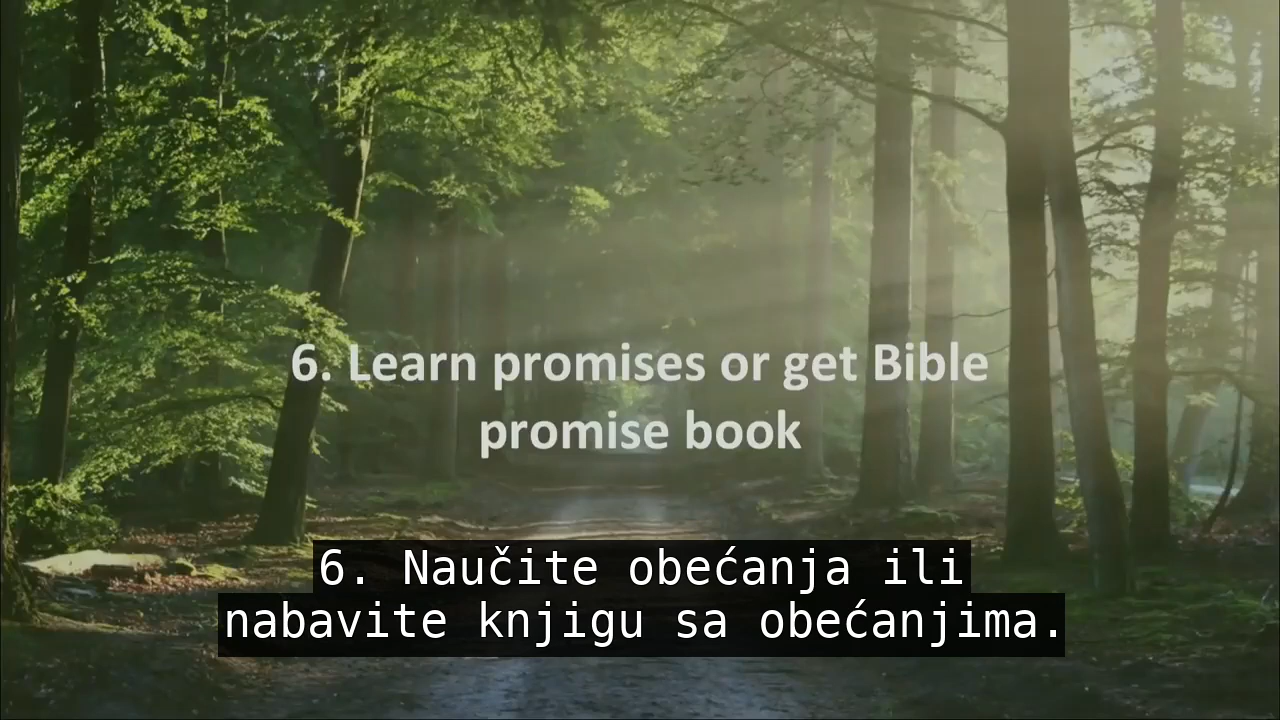 6. Learn promises or get Bible
promise book
6. Naučite obećanja ili
nabavite knjigu sa obećanjima.